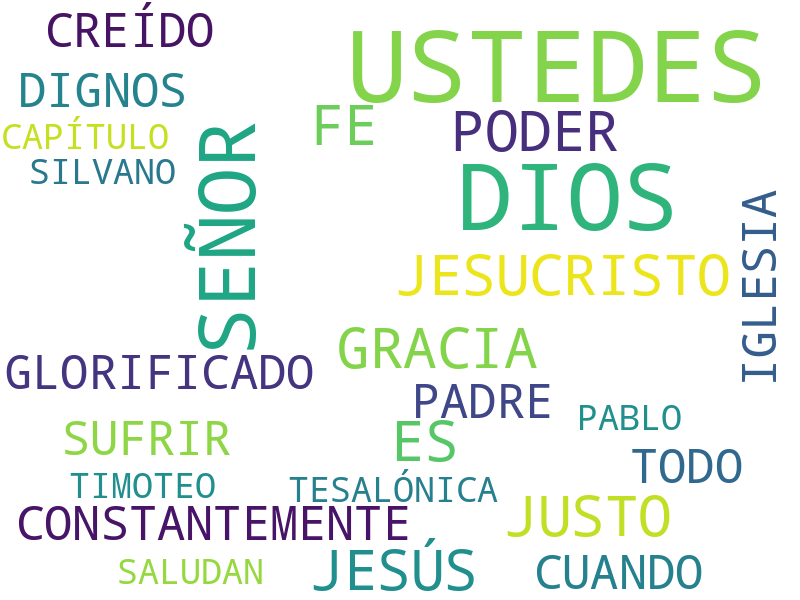 CREÍDO
USTEDES
DIGNOS
FE
PODER
CAPÍTULO
SILVANO
SEÑOR
DIOS
IGLESIA
JESUCRISTO
GRACIA
GLORIFICADO
PADRE
PABLO
SUFRIR
ES
TODO
TIMOTEO
TESALÓNICA
CONSTANTEMENTE
JUSTO
SALUDAN
JESÚS
CUANDO